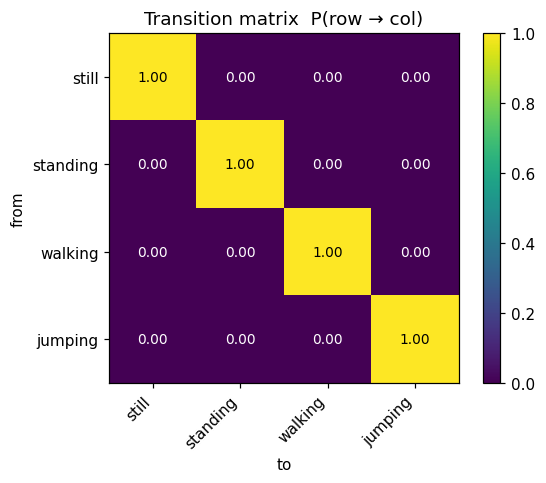 Transition matrix  P(row → col)
still 1.00 0.00 0.00 0.00
standing 0.00 1.00 0.00 0.00
walking 0.00 0.00 1.00 0.00
jumping 0.00 0.00 0.00 1.00
from
still standing walking jumping
to
1.0
0.8
0.6
0.4
0.2
0.0